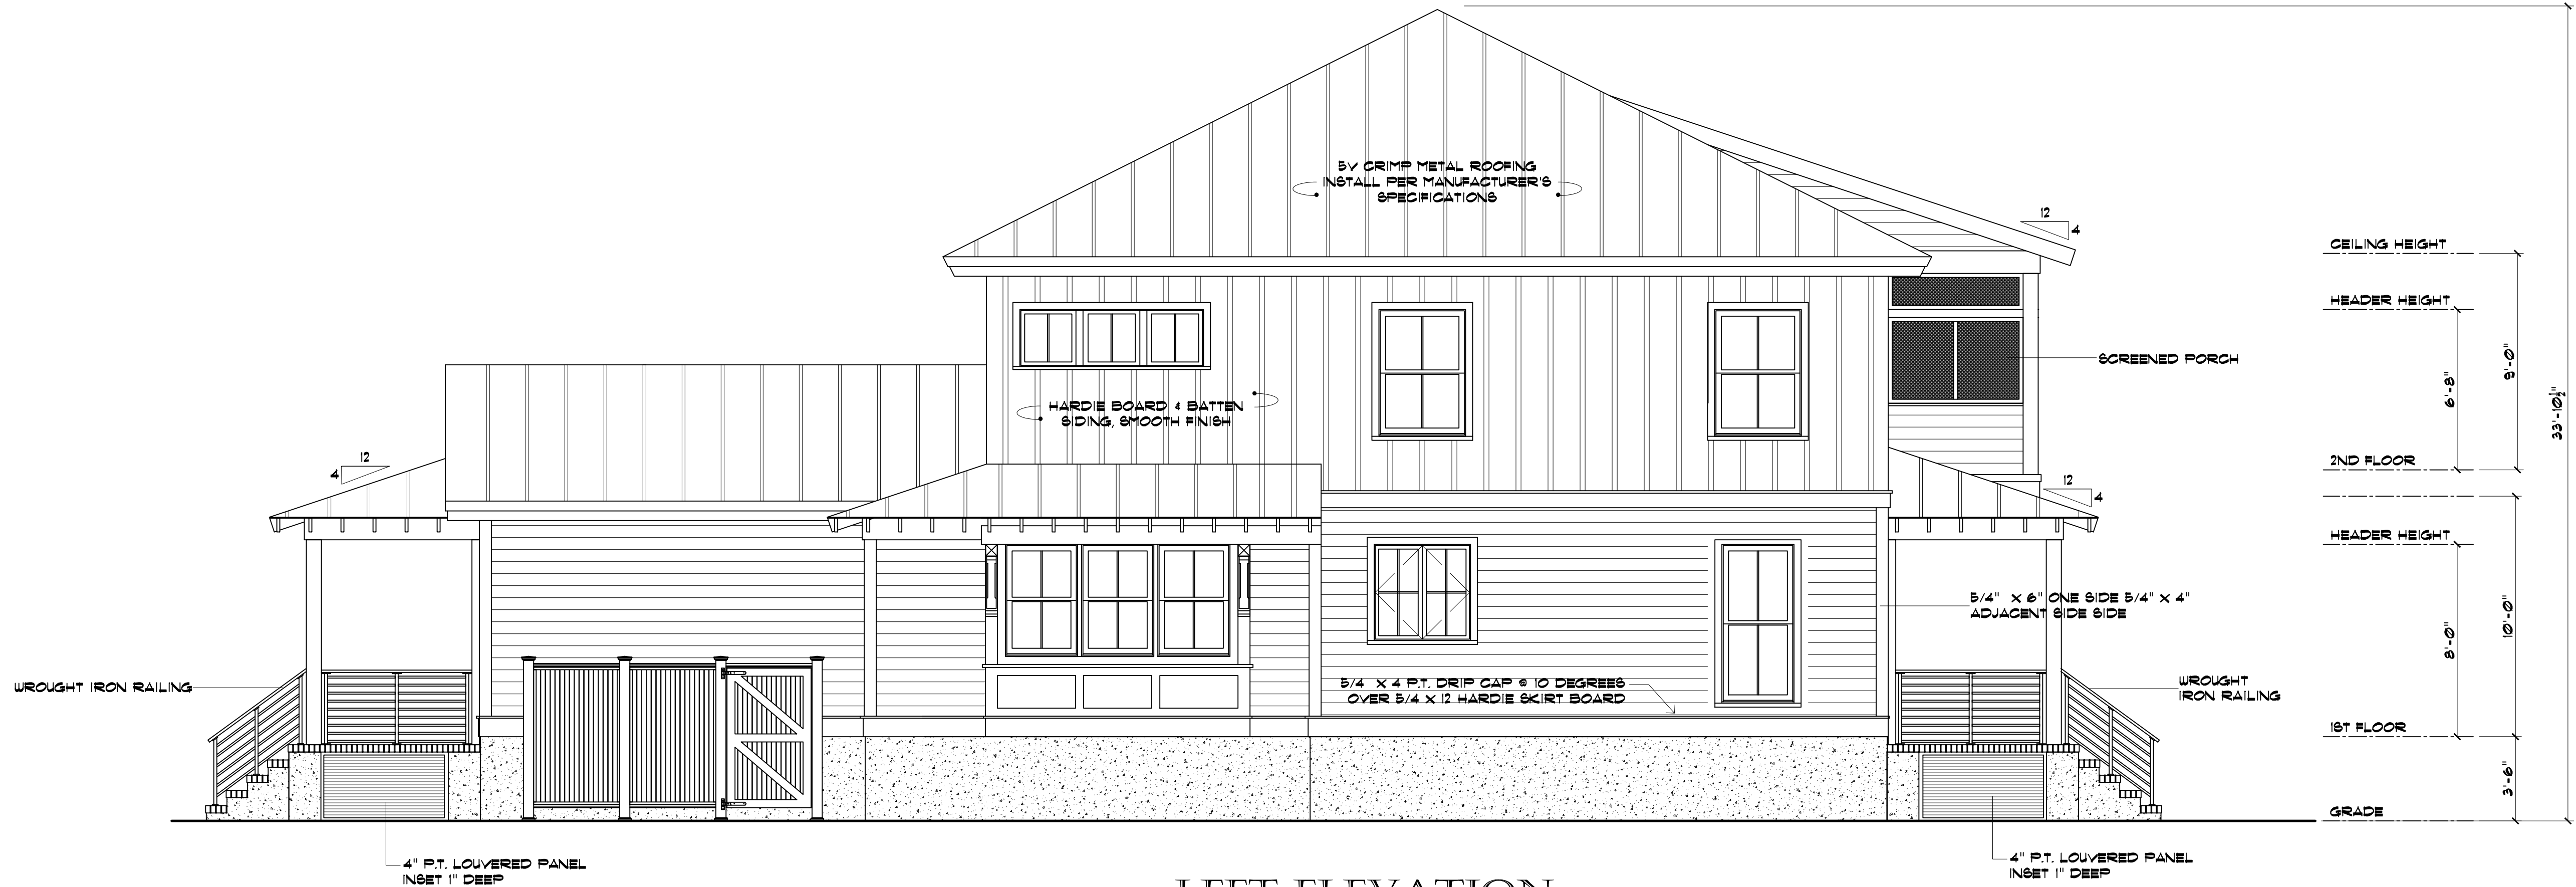 5V CRIMP METAL ROOFING
INSTALL PER MANUFACTURER'S
SPECIFICATIONS
12
4
CEILING HEIGHT
HEADER HEIGHT
SCREENED PORCH
6'-8"
9'-0"
33'-10½"
HARDIE BOARD & BATTEN
SIDING, SMOOTH FINISH
12
4
2ND FLOOR
12
4
HEADER HEIGHT
5/4" X 6" ONE SIDE 5/4" X 4"
ADJACENT SIDE SIDE
8'-0"
10'-0"
WROUGHT IRON RAILING
5/4 X 4 P.T. DRIP CAP @ 10 DEGREES
OVER 5/4 X 12 HARDIE SKIRT BOARD
WROUGHT
IRON RAILING
1ST FLOOR
3'-6"
GRADE
4" P.T. LOUVERED PANEL
INSET 1" DEEP
4" P.T. LOUVERED PANEL
INSET 1" DEEP
LEFT ELEVATION